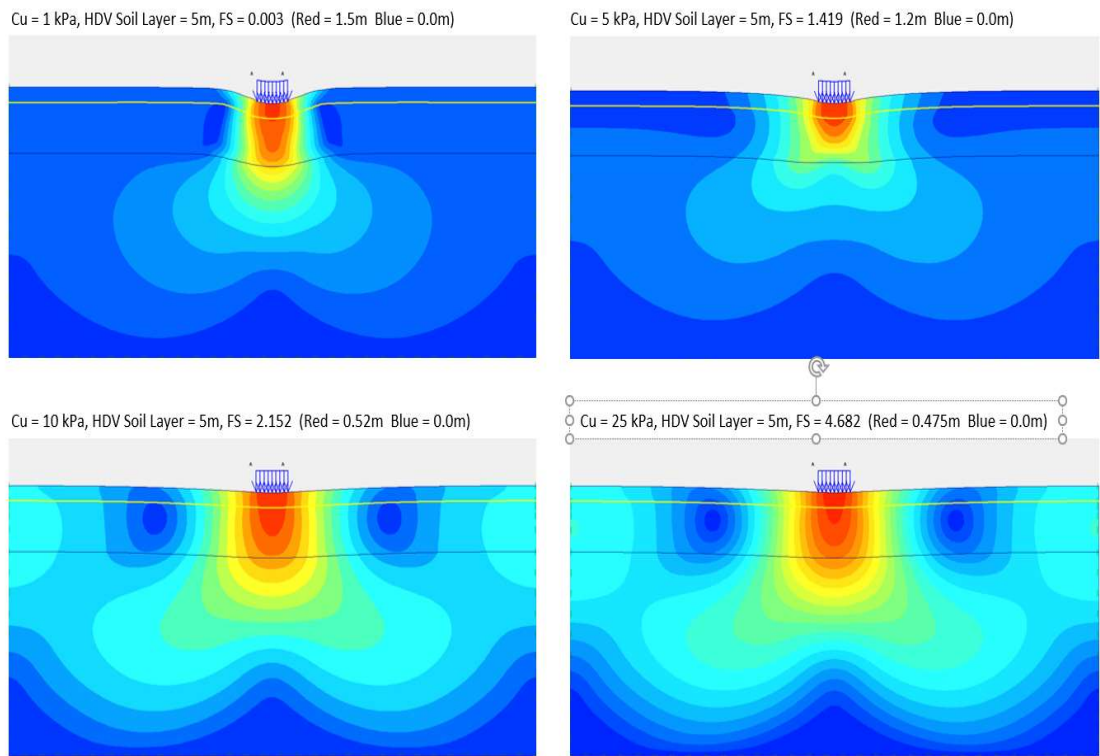 Cu = 1 kPa, HDV Soil Layer = 5m, FS = 0.003 (Red = 1.5m Blue = 0.0m)
Cu = 5 kPa, HDV Soil Layer = 5m, FS = 1.419 (Red = 1.2m Blue = 0.0m)
Cu = 10 kPa, HDV Soil Layer = 5m, FS = 2.152 (Red = 0.52m Blue = 0.0m)
Cu = 25 kPa, HDV Soil Layer = 5m, FS = 4.682 (Red = 0.475m Blue = 0.0m)